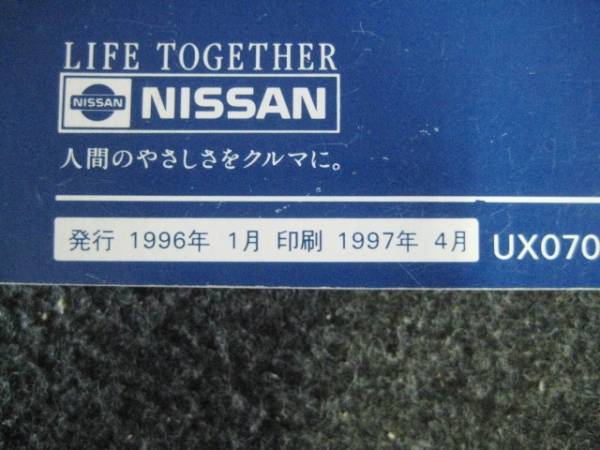 LIFE TOGETHER
NISSAN NISSAN
人間のやさしさをクルマに。
発行 1996年 1月 印刷 1997年 4月 UX070